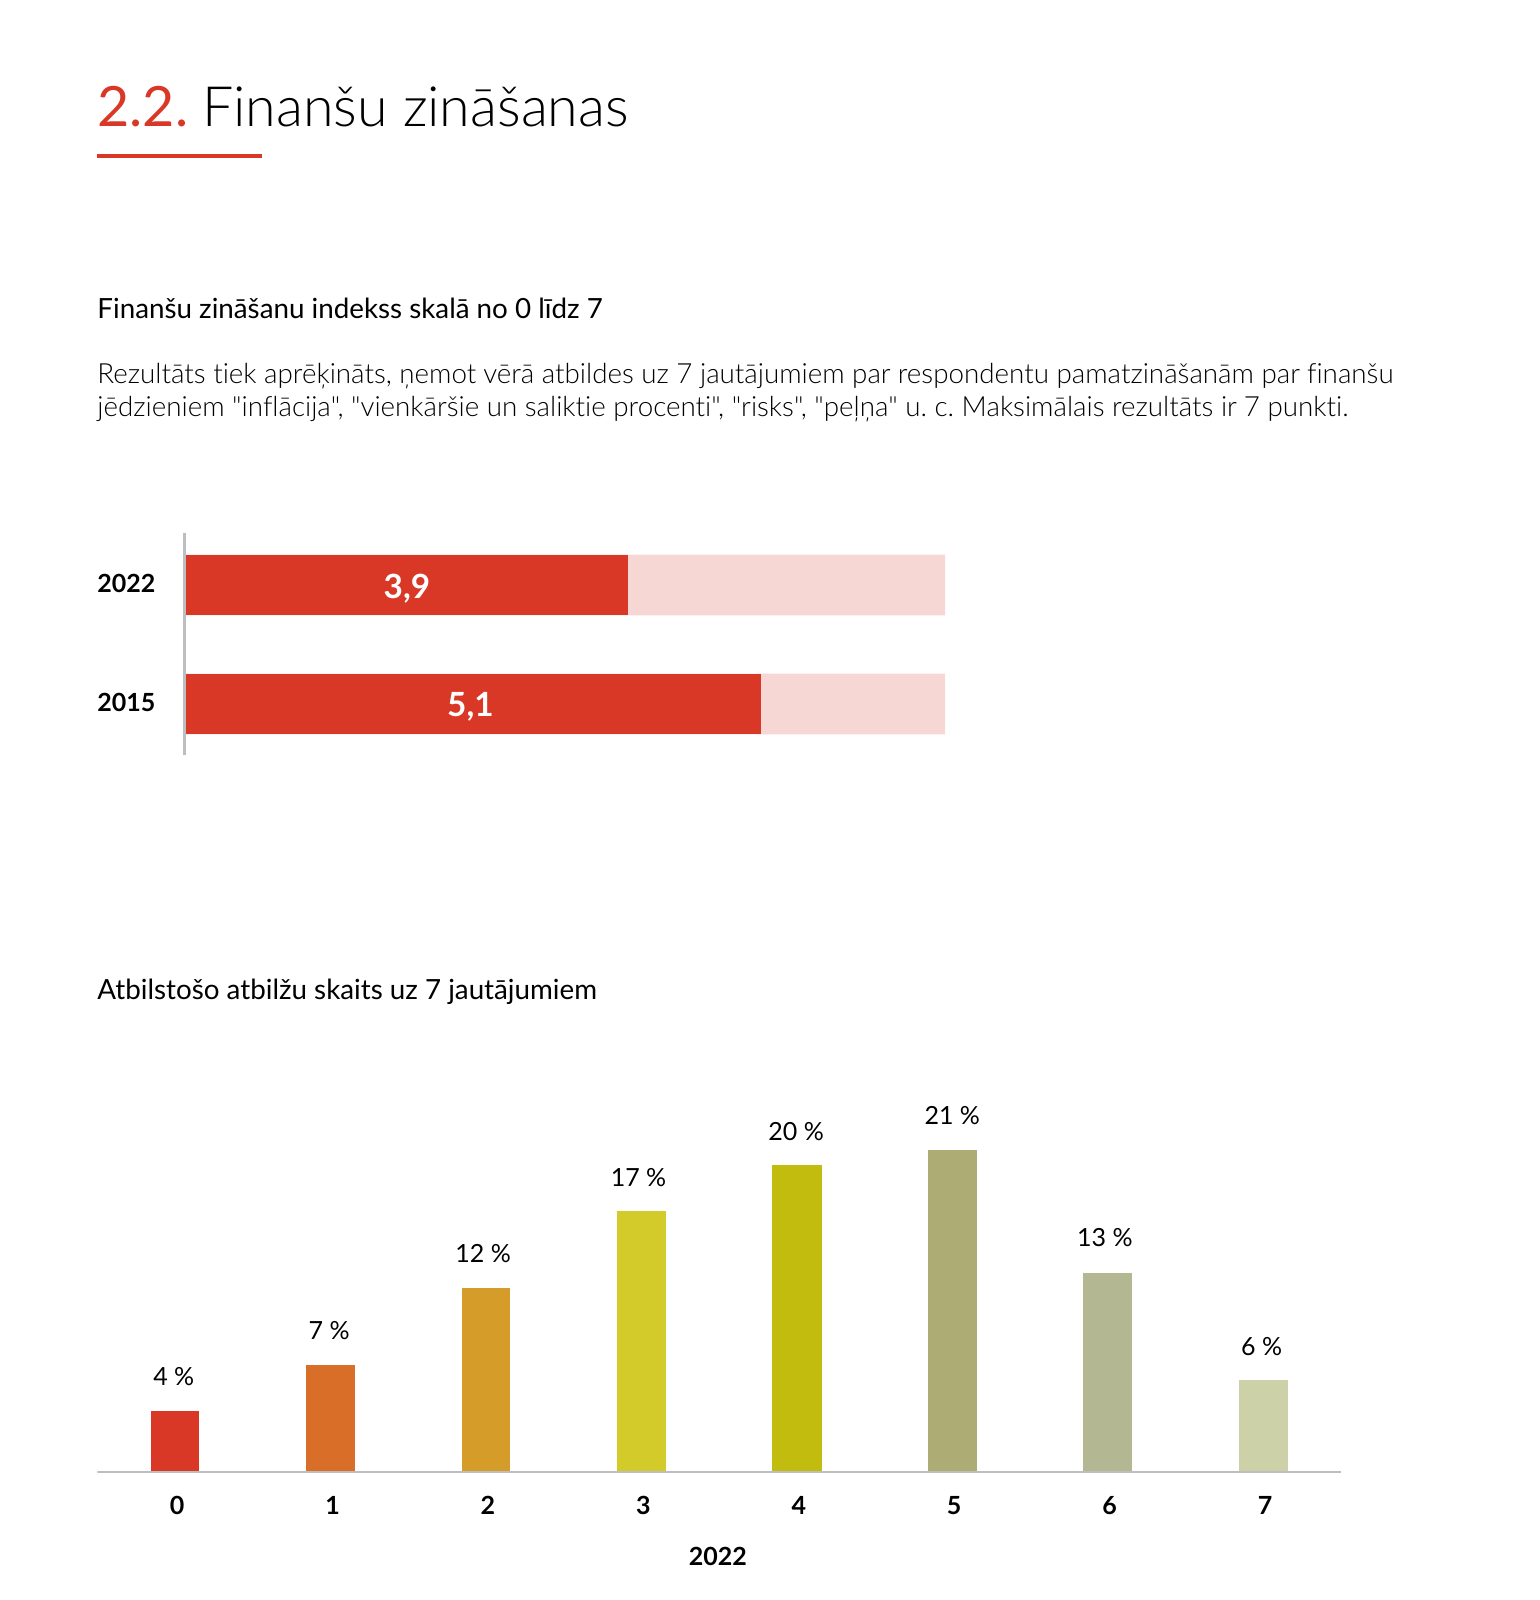 2.2. Finanšu zināšanas
Finanšu zināšanu indekss skalā no 0 līdz 7
Rezultāts tiek aprēķināts, ņemot vērā atbildes uz 7 jautājumiem par respondentu pamatzināšanām par finanšu
jēdzieniem "inflācija", "vienkāršie un saliktie procenti", "risks", "peļņa" u. c. Maksimālais rezultāts ir 7 punkti.
2022 3,9
2015 5,1
Atbilstošo atbilžu skaits uz 7 jautājumiem
4 % 7 % 12 % 17 % 20 % 21 % 13 % 6 %
0 1 2 3 4 5 6 7
2022